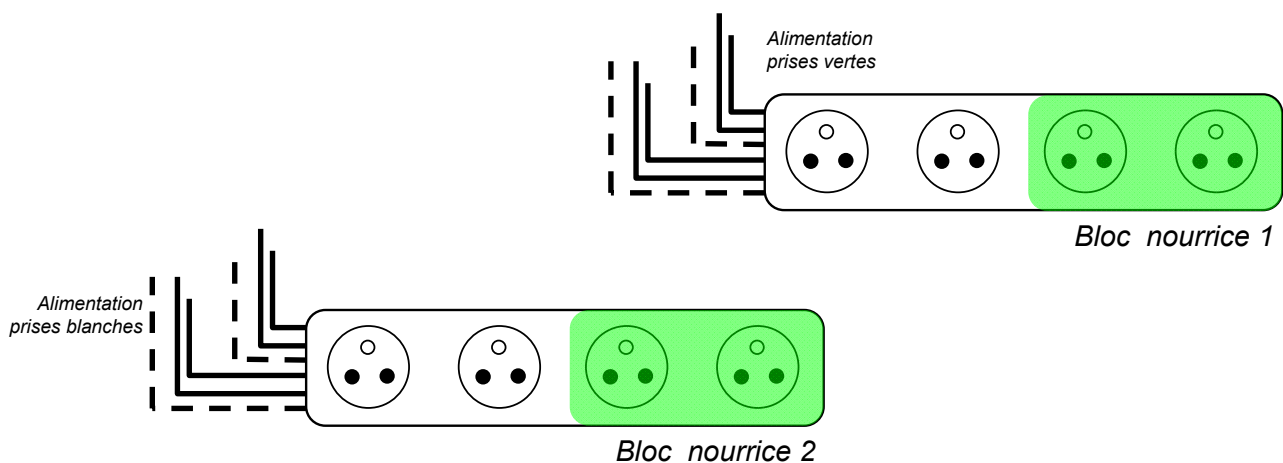 Alimentation
prises vertes
Bloc nourrice 1
Alimentation
prises blanches
Bloc nourrice 2